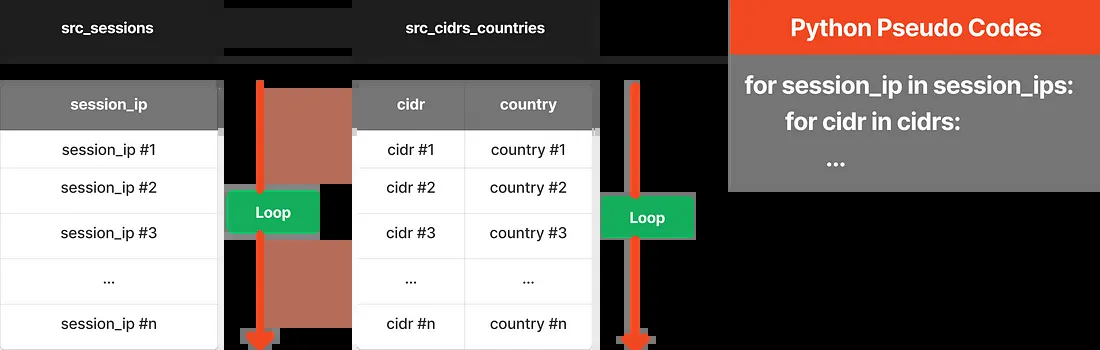 src_sessions
src_cidrs_countries
Python Pseudo Codes
session_ip
cidr country
for session_ip in session_ips:
for cidr in cidrs:
...
session_ip #1
cidr #1 country #1
session_ip #2
cidr #2 country #2
Loop
Loop
session_ip #3
cidr #3 country #3
...
... ...
session_ip #n
cidr #n country #n